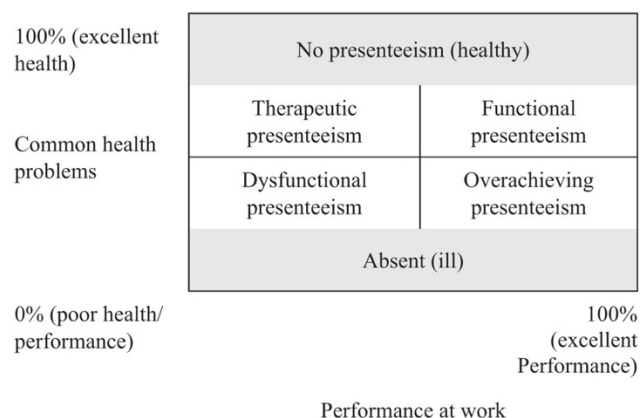 100% (excellent
health)
No presenteeism (healthy)
Therapeutic
presenteeism
Functional
presenteeism
Common health
problems
Dysfunctional
presenteeism
Overachieving
presenteeism
Absent (ill)
0% (poor health/
performance)
100%
(excellent
Performance)
Performance at work